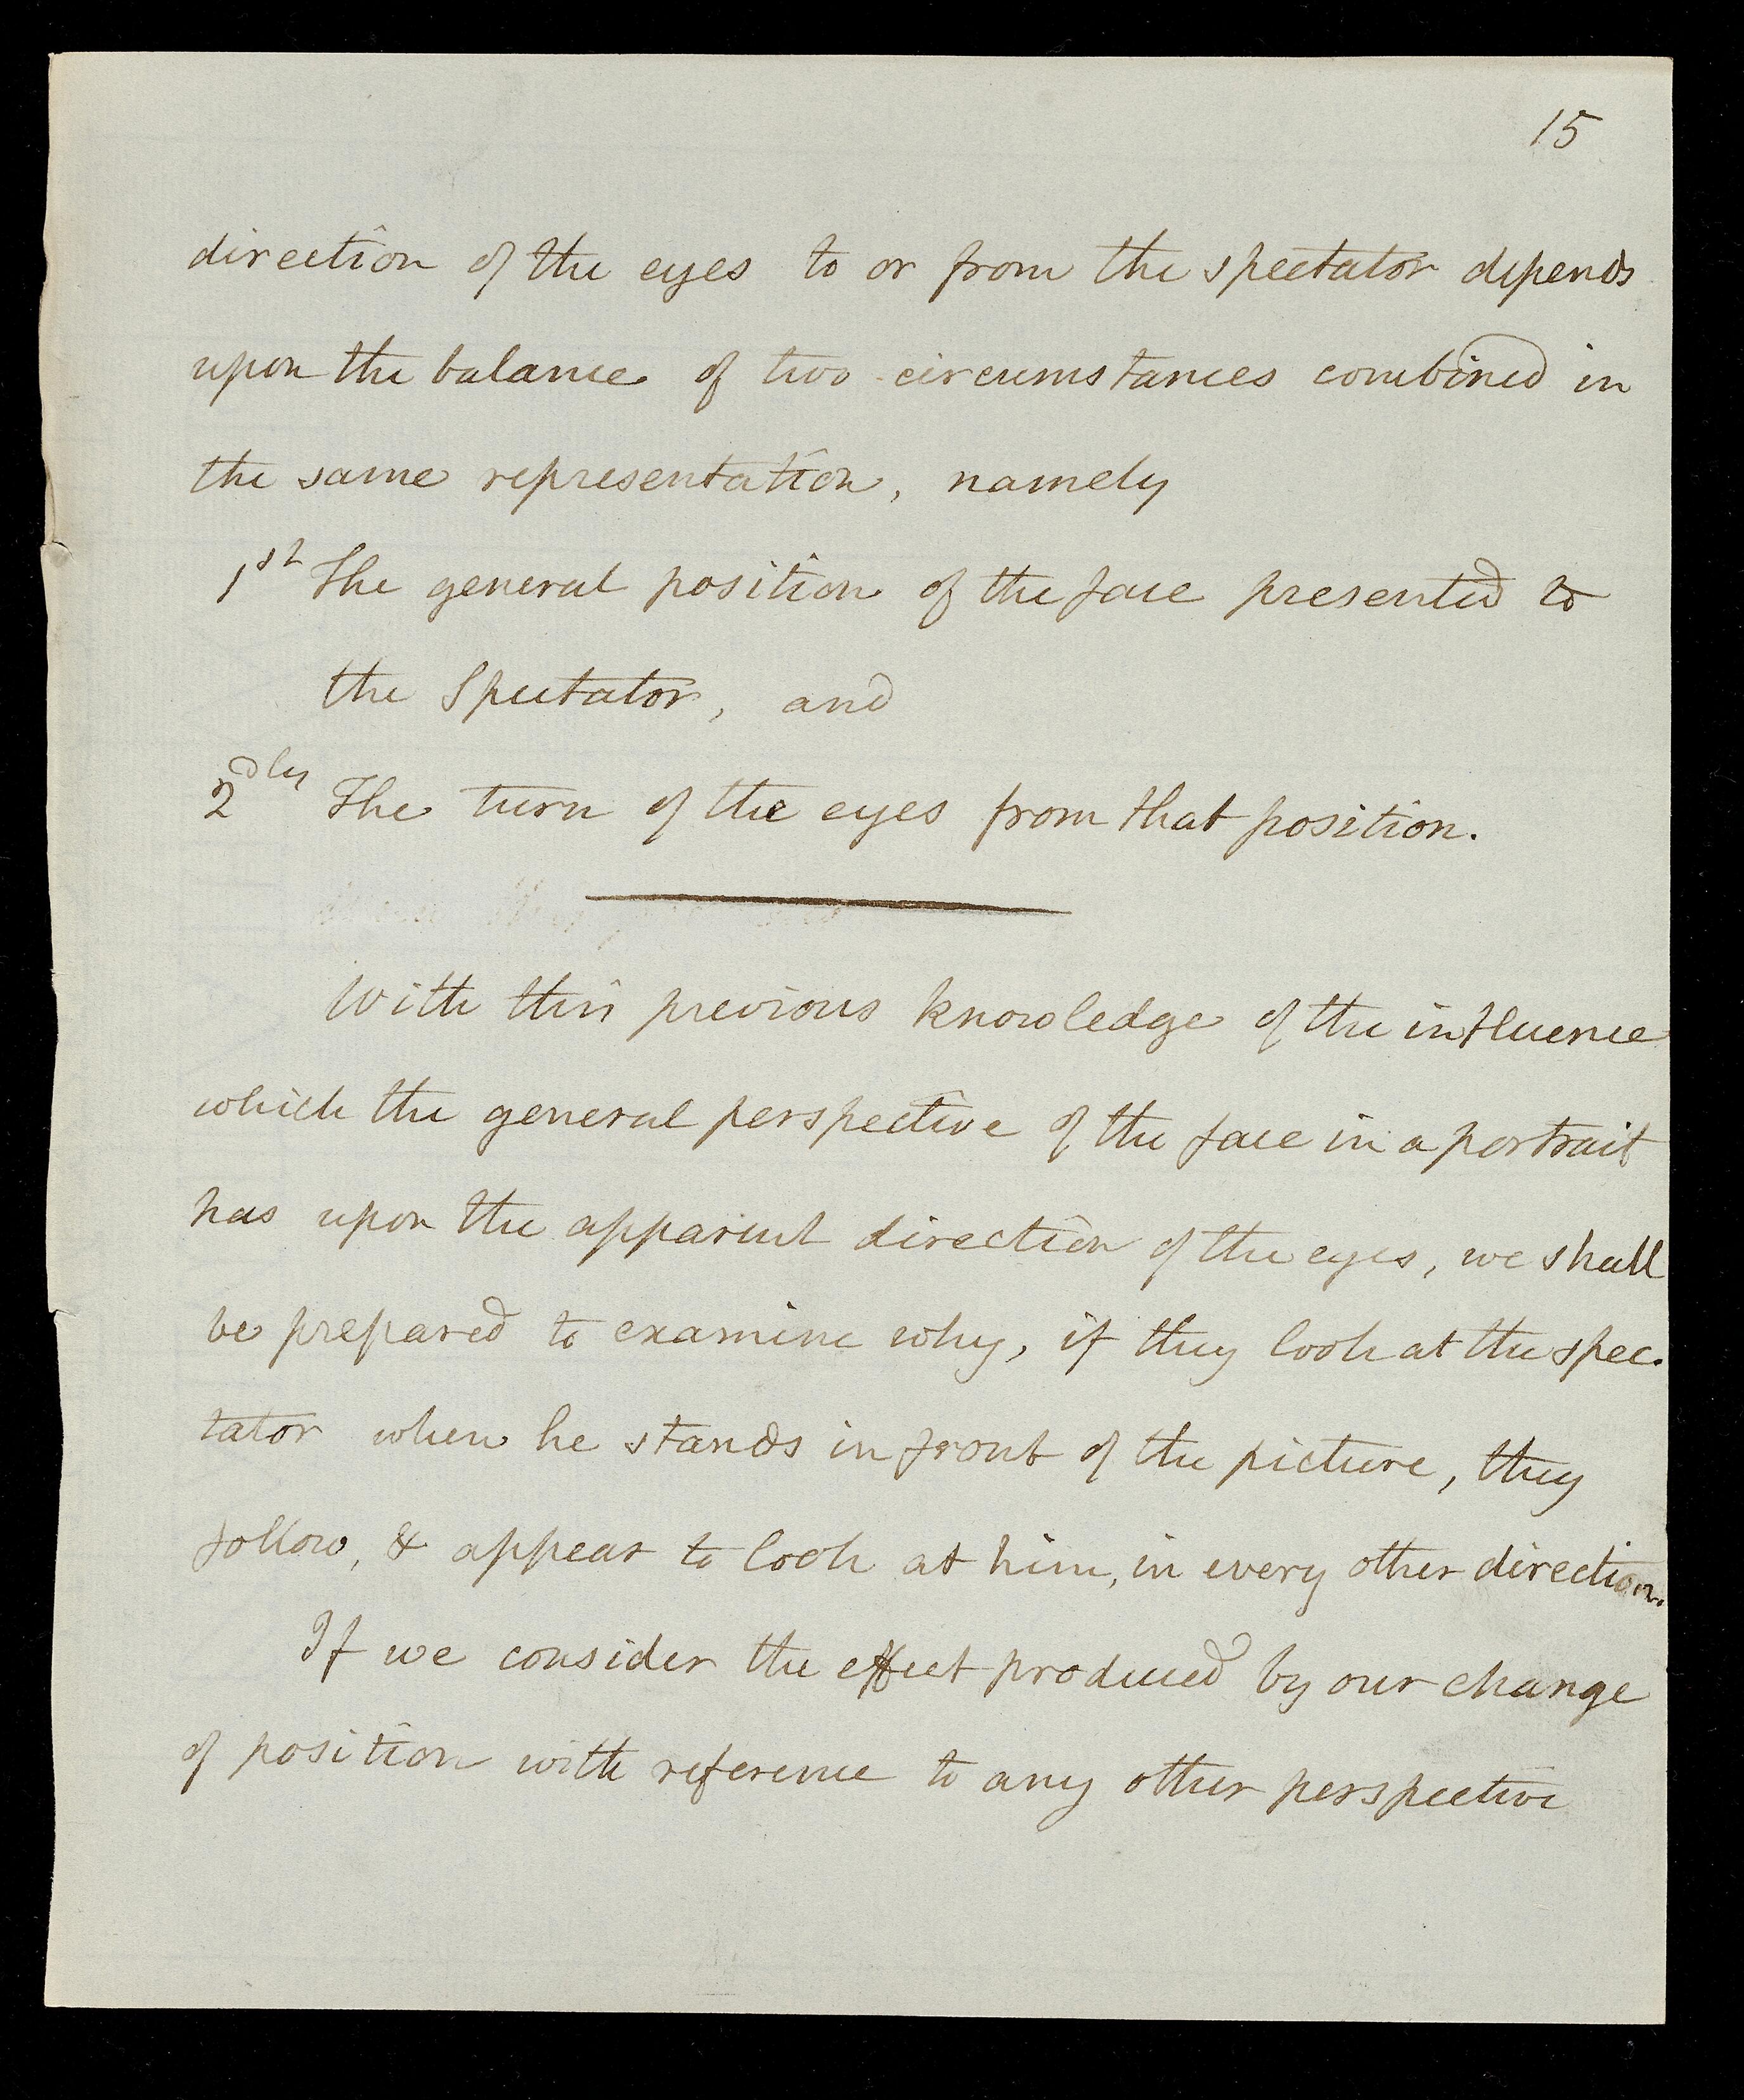 15
direction of the eyes to or from the spectator depends
upon the balance of two circumstances combined in
the same representation, namely
1st The general position of the face presented to
the Spectator, and
2dly The turn of the eyes from that position.
With this previous knowledge of the influence
which the general perspective of the face in a portrait
has upon the apparent direction of the eyes, we shall
be prepared to examine why, if they look at the spec-
tator when he stands in front of the picture, they
follow, & appear to look at him, in every other direction.
If we consider the effect produced by our change
of position with reference to any other perspective